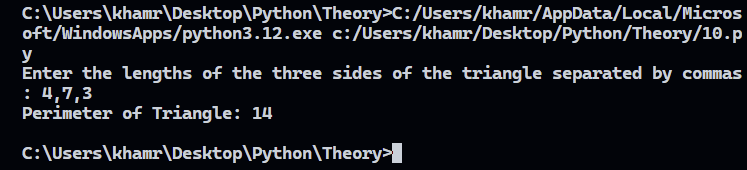 C:\Users\khamr\Desktop\Python\Theory>C:/Users/khamr/AppData/Local/Micros
oft/WindowsApps/python3.12.exe c:/Users/khamr/Desktop/Python/Theory/10.p
y
Enter the lengths of the three sides of the triangle separated by commas
: 4,7,3
Perimeter of Triangle: 14
C:\Users\khamr\Desktop\Python\Theory>